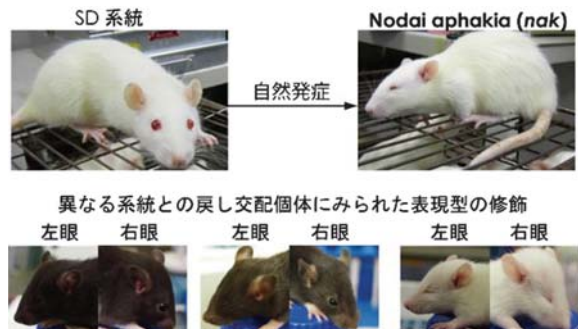 SD 系統
Nodai aphakia (nak)
自然発症
異なる系統との戻し交配個体にみられた表現型の修飾
左眼 右眼 左眼 右眼 左眼 右眼